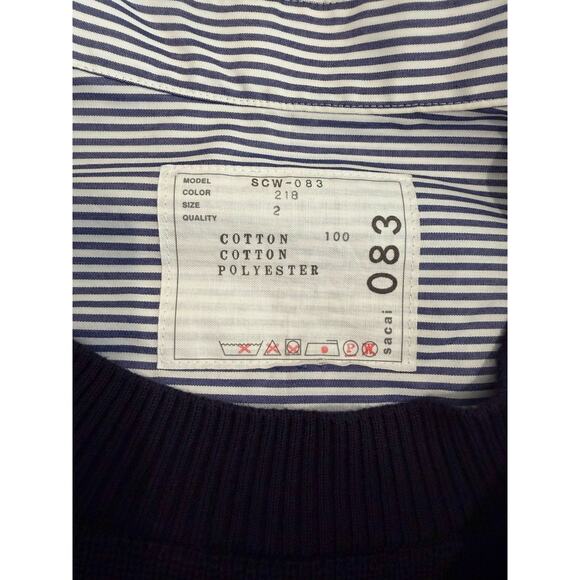 MODEL SCW-083
COLOR 218
SIZE 2
QUALITY
COTTON 100
COTTON
POLYESTER
P W
sacai 083